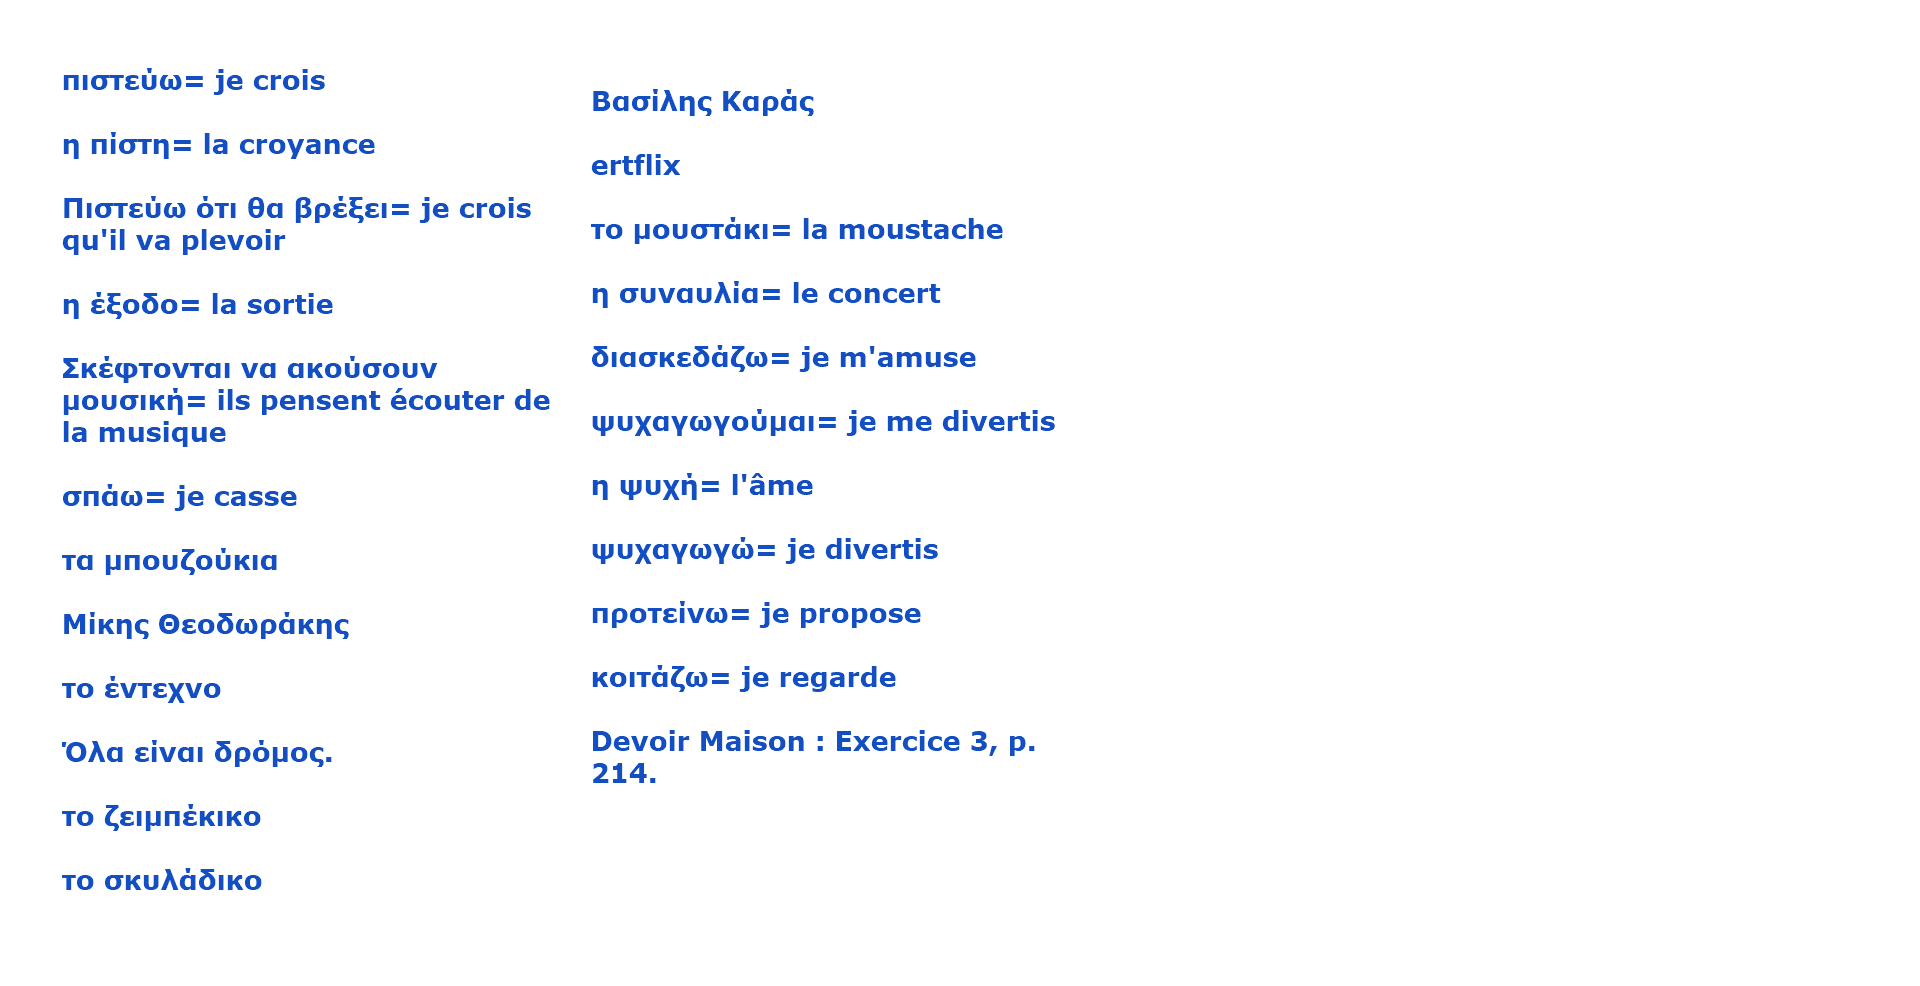 πιστεύω= je crois
η πίστη= la croyance
Πιστεύω ότι θα βρέξει= je crois
qu'il va plevoir
η έξοδο= la sortie
Σκέφτονται να ακούσουν
μουσική= ils pensent écouter de
la musique
σπάω= je casse
τα μπουζούκια
Μίκης Θεοδωράκης
το έντεχνο
Όλα είναι δρόμος.
το ζειμπέκικο
το σκυλάδικο
Βασίλης Καράς
ertflix
το μουστάκι= la moustache
η συναυλία= le concert
διασκεδάζω= je m'amuse
ψυχαγωγούμαι= je me divertis
η ψυχή= l'âme
ψυχαγωγώ= je divertis
προτείνω= je propose
κοιτάζω= je regarde
Devoir Maison : Exercice 3, p.
214.